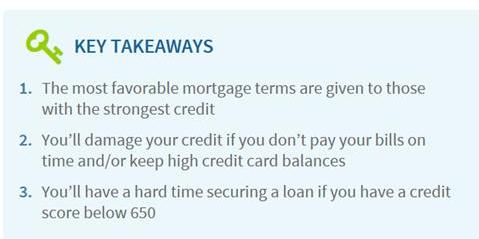 KEY TAKEAWAYS
1. The most favorable mortgage terms are given to those
with the strongest credit
2. You’ll damage your credit if you don’t pay your bills on
time and/or keep high credit card balances
3. You’ll have a hard time securing a loan if you have a credit
score below 650